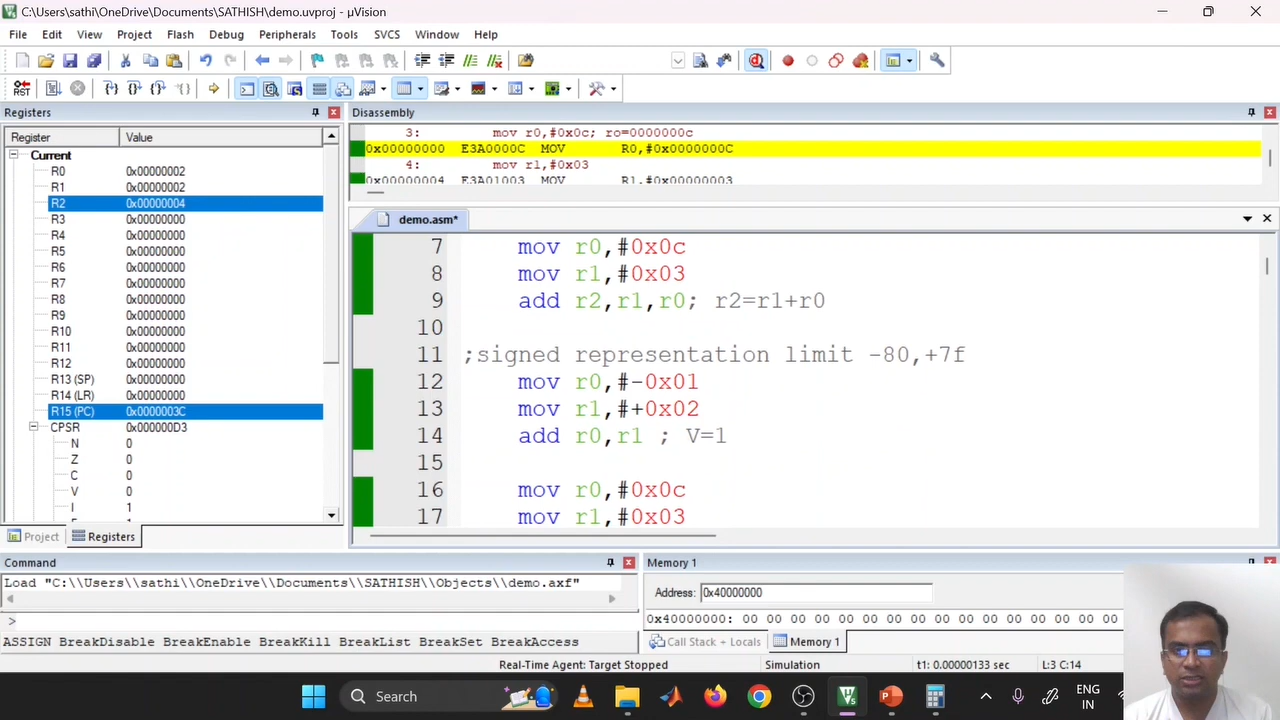 C:\Users\sathi\OneDrive\Documents\SATHISH\demo.uvproj - µVision
File Edit View Project Flash Debug Peripherals Tools SVCS Window Help
Registers
Register Value
Current
R0 0x00000002
R1 0x00000002
R2 0x00000004
R3 0x00000000
R4 0x00000000
R5 0x00000000
R6 0x00000000
R7 0x00000000
R8 0x00000000
R9 0x00000000
R10 0x00000000
R11 0x00000000
R12 0x00000000
R13 (SP) 0x00000000
R14 (LR) 0x00000000
R15 (PC) 0x0000003C
CPSR 0x000000D3
N 0
Z 0
C 0
V 0
I 1
Project Registers
Disassembly
3: mov r0,#0x0c; ro=0000000c
0x00000000 E3A0000C MOV R0,#0x0000000C
4: mov r1,#0x03
0x00000004 E3A01003 MOV R1,#0x00000003
demo.asm*
7 mov r0,#0x0c
8 mov r1,#0x03
9 add r2,r1,r0; r2=r1+r0
10
11 ;signed representation limit -80,+7f
12 mov r0,#-0x01
13 mov r1,#+0x02
14 add r0,r1 ; V=1
15
16 mov r0,#0x0c
17 mov r1,#0x03
Command
Load "C:\\Users\\sathi\\OneDrive\\Documents\\SATHISH\\Objects\\demo.axf"
>
ASSIGN BreakDisable BreakEnable BreakKill BreakList BreakSet BreakAccess
Memory 1
Address: 0x40000000
0x40000000: 00 00 00 00 00 00 00 00 00 00 00 00 00 00 00 00
Call Stack + Locals Memory 1
Real-Time Agent: Target Stopped Simulation t1: 0.00000133 sec L:3 C:14
Search
ENG
IN